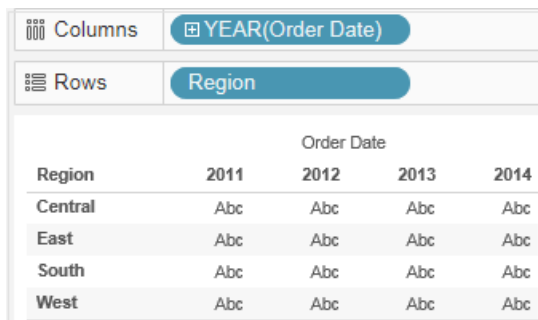 Columns YEAR(Order Date)
Rows Region
Order Date
Region 2011 2012 2013 2014
Central Abc Abc Abc Abc
East Abc Abc Abc Abc
South Abc Abc Abc Abc
West Abc Abc Abc Abc